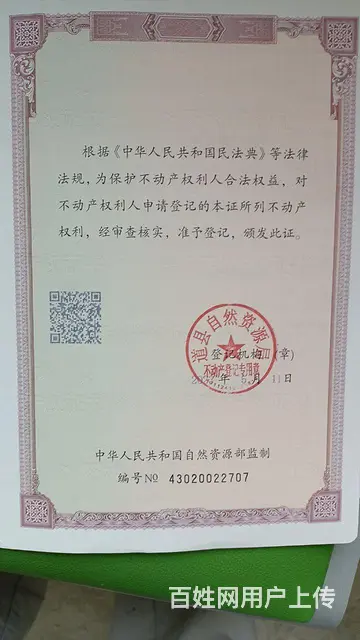 根据《中华人民共和国民法典》等法律
法规,为保护不动产权利人合法权益,对
不动产权利人申请登记的本证所列不动产
权利,经审查核实,准予登记,颁发此证。
道县自然资源局
登记机构(章)
不动产登记专用章
年 月11日
中华人民共和国自然资源部监制
编号№ 43020022707
百姓网用户上传